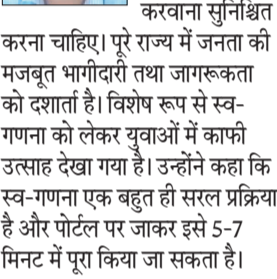 करवाना सुनिश्चित
करना चाहिए। पूरे राज्य में जनता की
मजबूत भागीदारी तथा जागरूकता
को दशार्ता है। विशेष रूप से स्व-
गणना को लेकर युवाओं में काफी
उत्साह देखा गया है। उन्होंने कहा कि
स्व-गणना एक बहुत ही सरल प्रक्रिया
है और पोर्टल पर जाकर इसे 5-7
मिनट में पूरा किया जा सकता है।